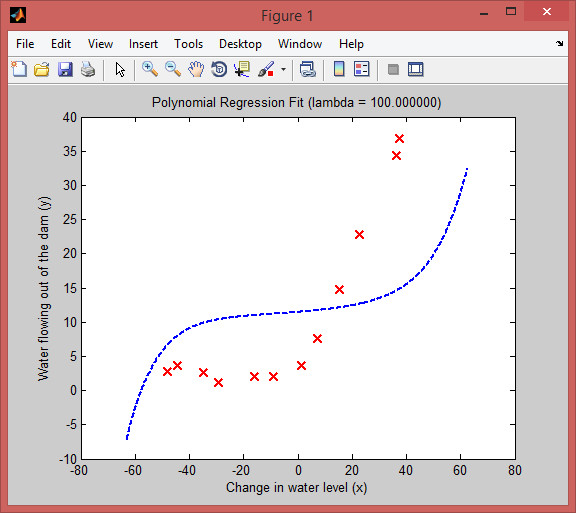 Figure 1
File Edit View Insert Tools Desktop Window Help
Polynomial Regression Fit (lambda = 100.000000)
40
35
30
25
20
15
10
5
0
-5
-10
Water flowing out of the dam (y)
-80 -60 -40 -20 0 20 40 60 80
Change in water level (x)